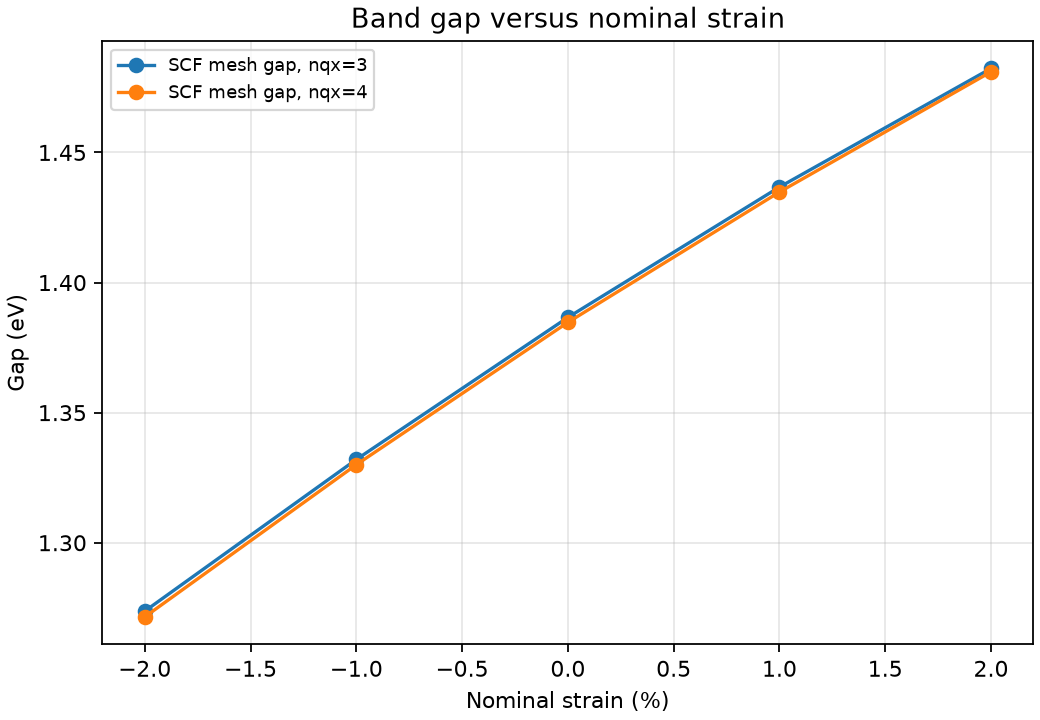 Band gap versus nominal strain
SCF mesh gap, nqx=3
SCF mesh gap, nqx=4
Gap (eV)
1.45
1.40
1.35
1.30
−2.0 −1.5 −1.0 −0.5 0.0 0.5 1.0 1.5 2.0
Nominal strain (%)